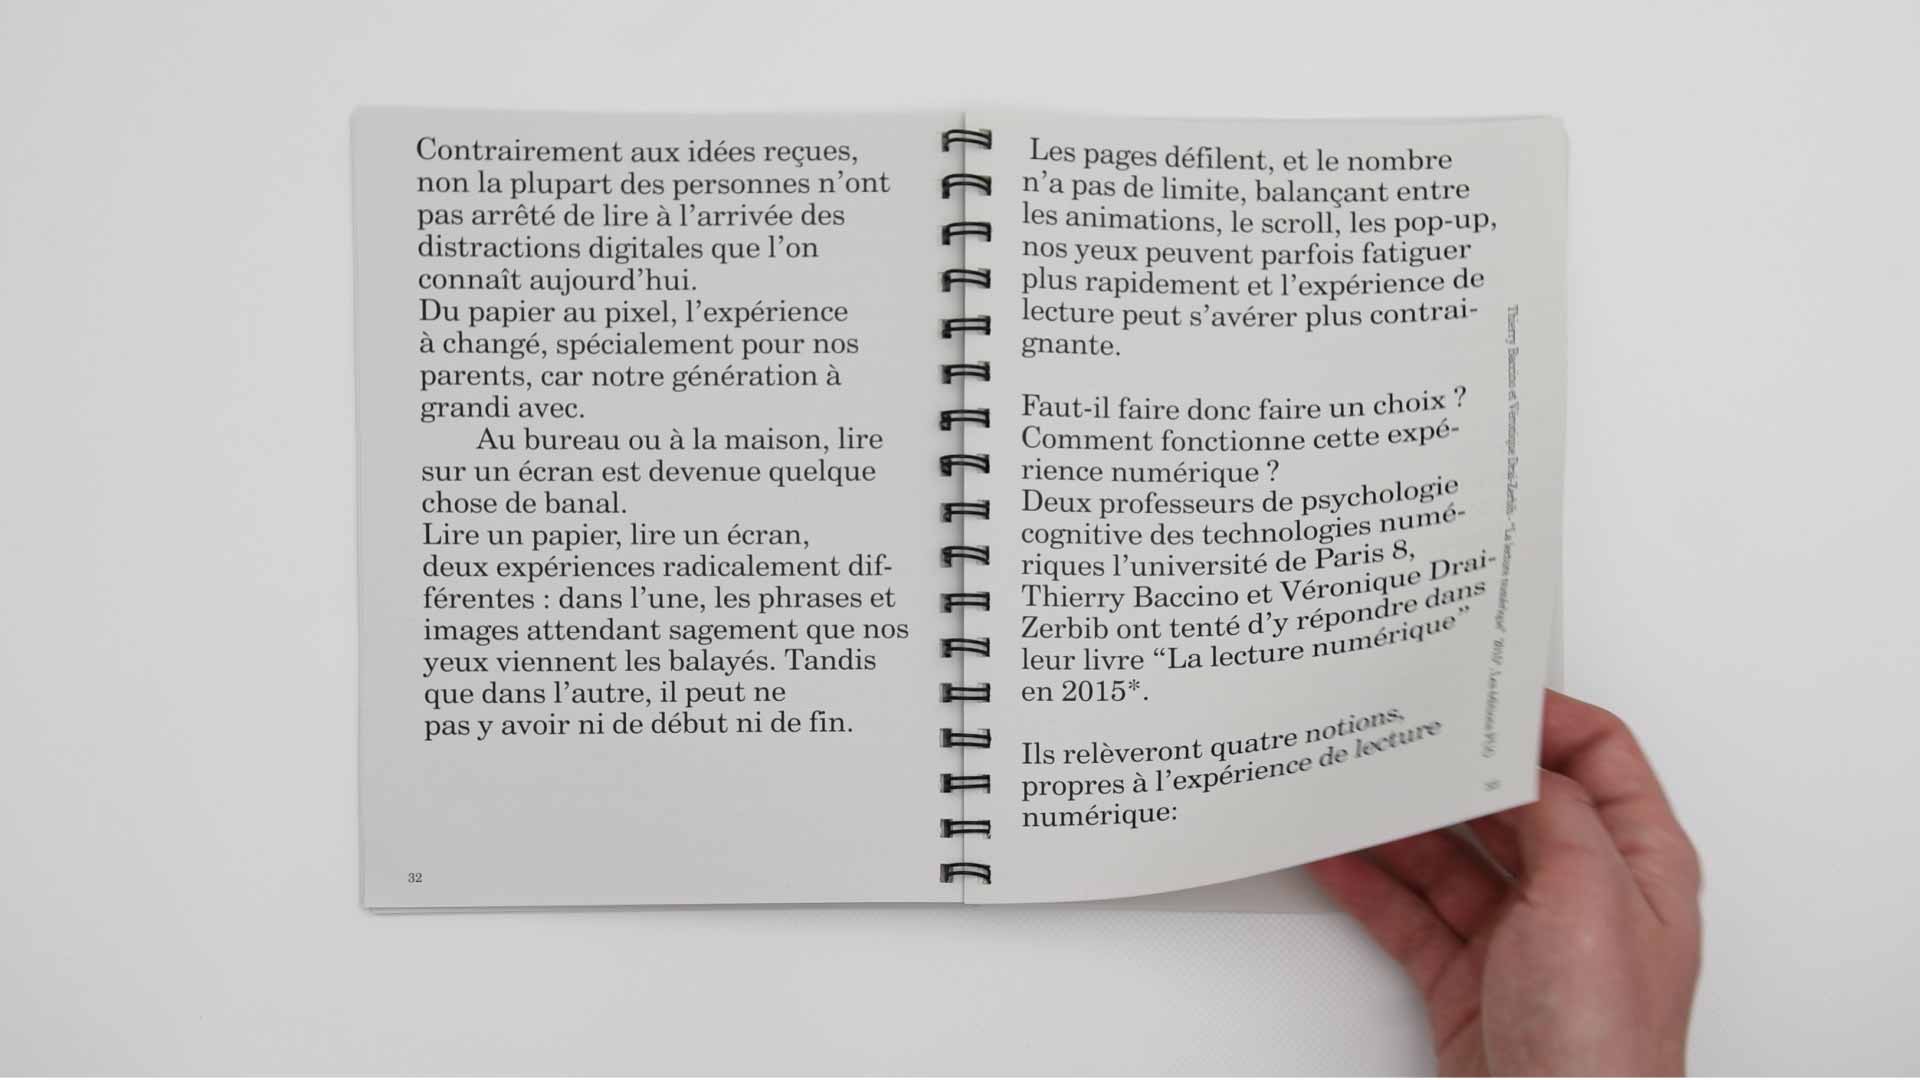 Contrairement aux idées reçues,
non la plupart des personnes n’ont
pas arrêté de lire à l’arrivée des
distractions digitales que l’on
connaît aujourd’hui.
Du papier au pixel, l’expérience
à changé, spécialement pour nos
parents, car notre génération à
grandi avec.
Au bureau ou à la maison, lire
sur un écran est devenue quelque
chose de banal.
Lire un papier, lire un écran,
deux expériences radicalement dif-
férentes : dans l’une, les phrases et
images attendant sagement que nos
yeux viennent les balayés. Tandis
que dans l’autre, il peut ne
pas y avoir ni de début ni de fin.
32
Les pages défilent, et le nombre
n’a pas de limite, balançant entre
les animations, le scroll, les pop-up,
nos yeux peuvent parfois fatiguer
plus rapidement et l’expérience de
lecture peut s’avérer plus contrai-
gnante.
Faut-il faire donc faire un choix ?
Comment fonctionne cette expé-
rience numérique ?
Deux professeurs de psychologie
cognitive des technologies numé-
riques l’université de Paris 8,
Thierry Baccino et Véronique Drai-
Zerbib ont tenté d’y répondre dans
leur livre “La lecture numérique”
en 2015*.
Ils relèveront quatre notions,
propres à l’expérience de lecture
numérique:
Thierry Baccino et Véronique Drai-Zerbib - “La lecture numérique”